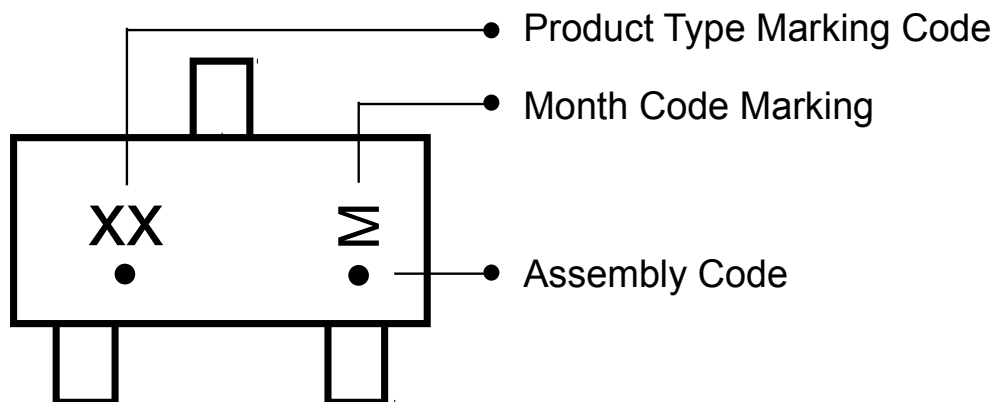 Product Type Marking Code
Month Code Marking
XX M
Assembly Code